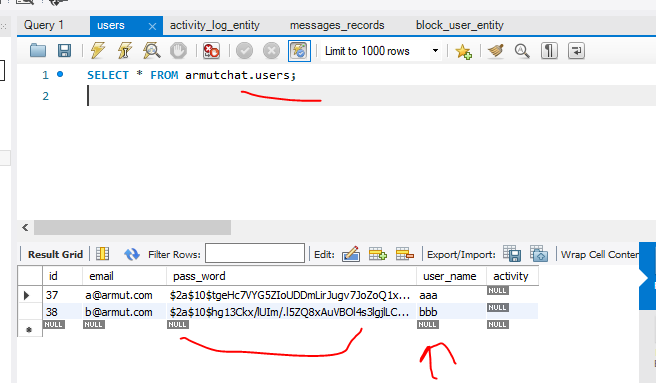 Query 1 users activity_log_entity messages_records block_user_entity
Limit to 1000 rows
1 SELECT * FROM armutchat.users;
2
Result Grid Filter Rows: Edit: Export/Import: Wrap Cell Conten
id email pass_word user_name activity
37 a@armut.com $2a$10$tgeHc7VYG5ZIoUDDmLirJugv7JoZoQ1x... aaa NULL
38 b@armut.com $2a$10$hg13Ckx/lUIm/.l5ZQ8xAuVBOl4s3lgjlLC... bbb NULL
NULL NULL NULL NULL NULL